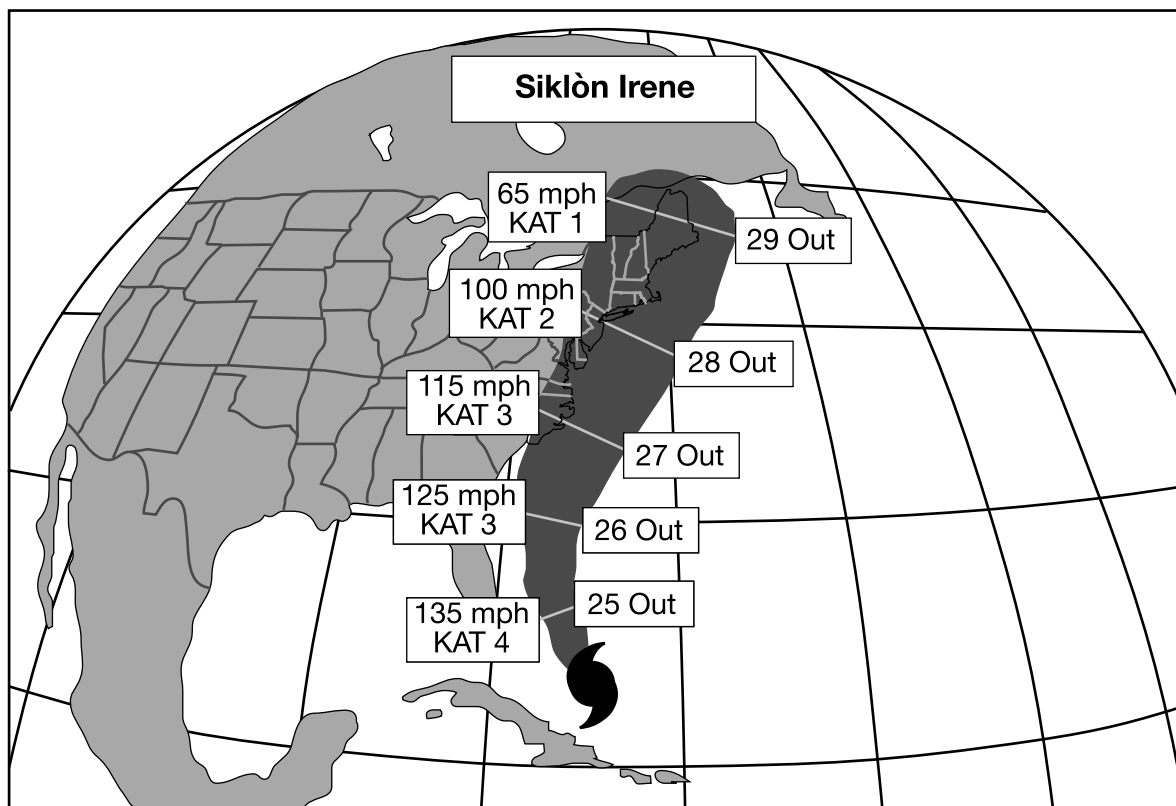 Siklòn Irene
65 mph
KAT 1
29 Out
100 mph
KAT 2
28 Out
115 mph
KAT 3
27 Out
125 mph
KAT 3
26 Out
135 mph
KAT 4
25 Out